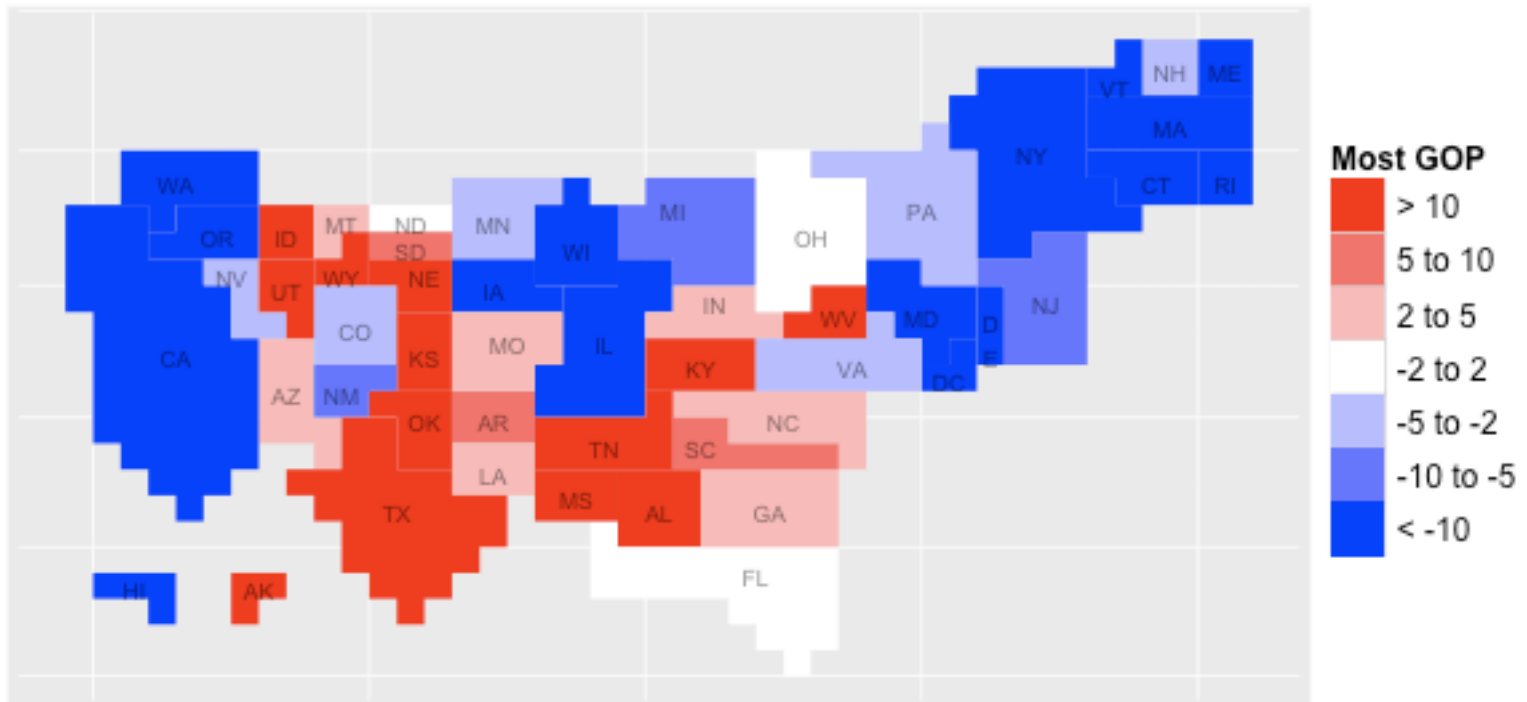 NH ME
VT
MA
Most GOP
NY
WA CT RI
> 10
PA
MI
MT ND MN
OR ID OH
SD WI
5 to 10
NV WY NE
UT IA
IN NJ
2 to 5
WV MD D
CO
MO IL
CA KS E
KY VA
-2 to 2
DC
AZ NM
OK AR NC
-5 to -2
TN SC
LA
-10 to -5
MS
TX AL GA
< -10
FL
HI AK